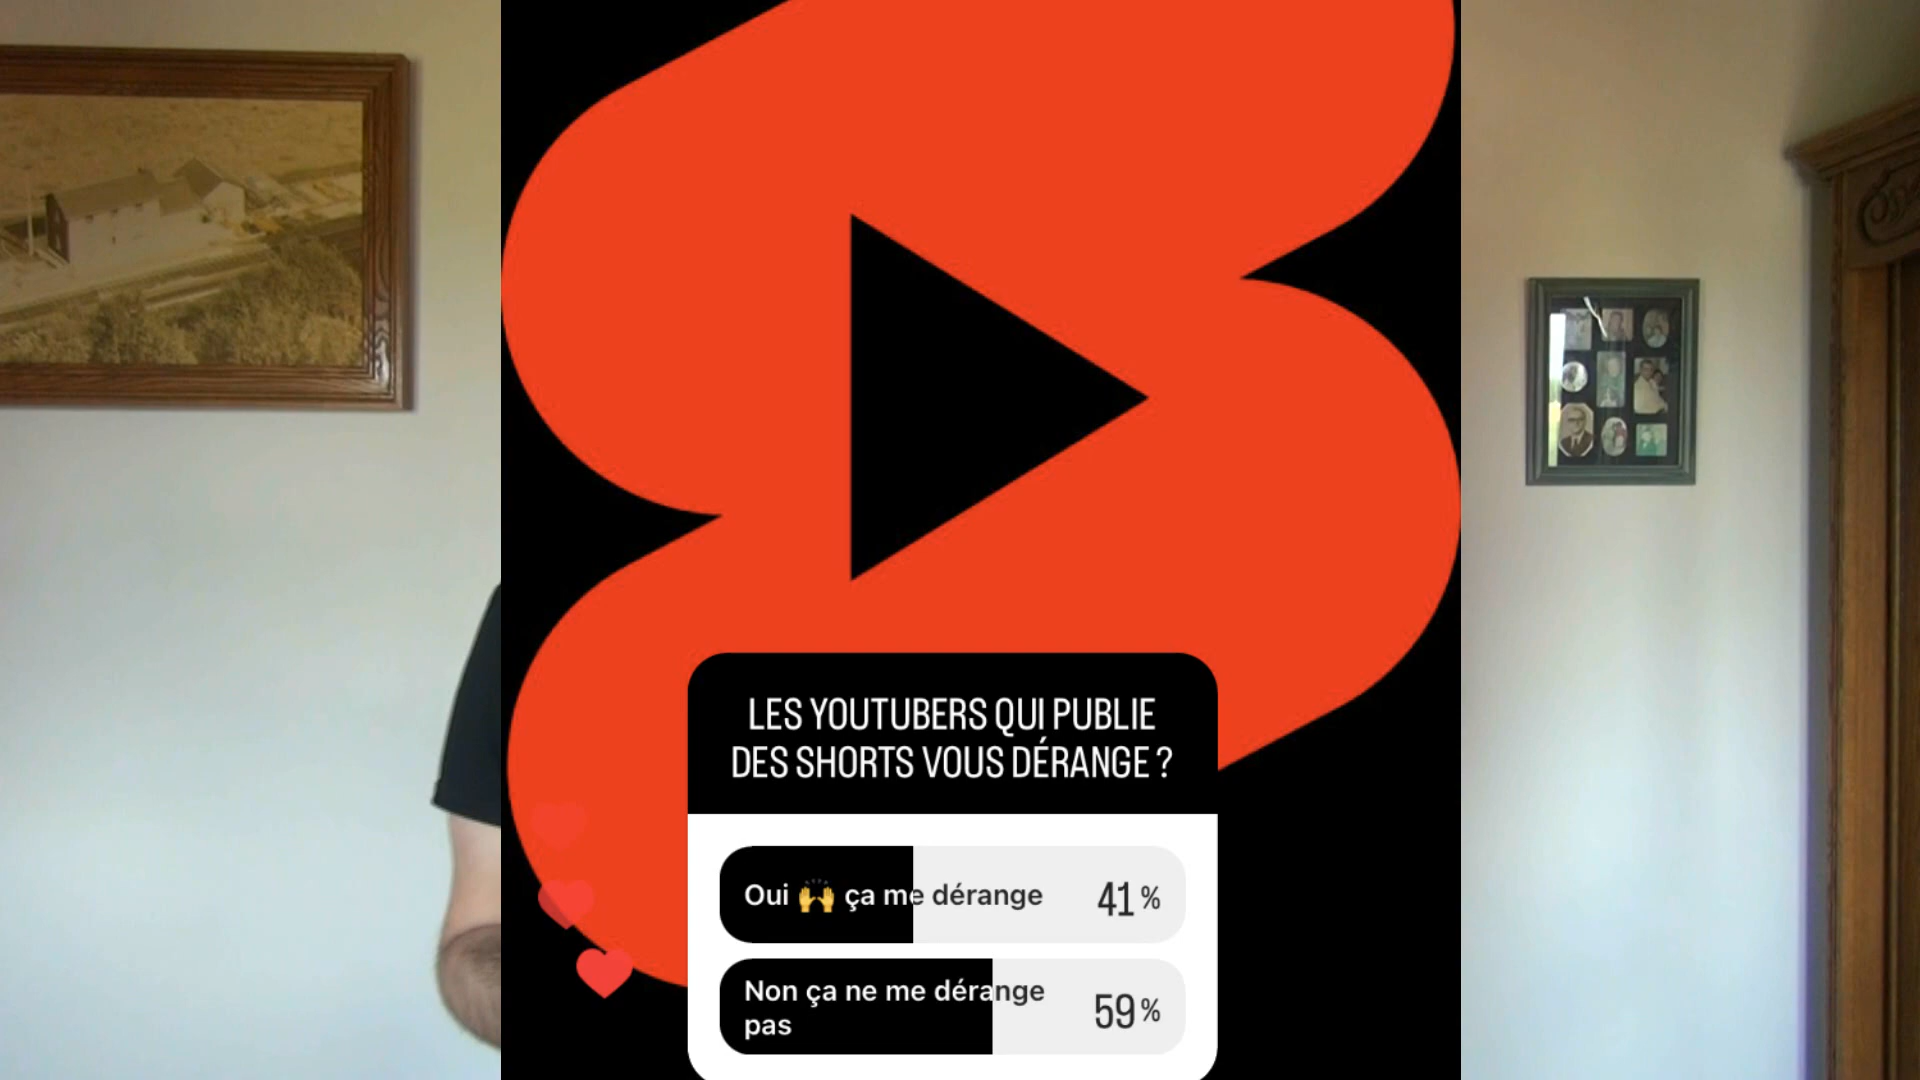 LES YOUTUBERS QUI PUBLIE
DES SHORTS VOUS DÉRANGE ?
Oui 🙌 ça me dérange 41%
Non ça ne me dérange
pas 59%